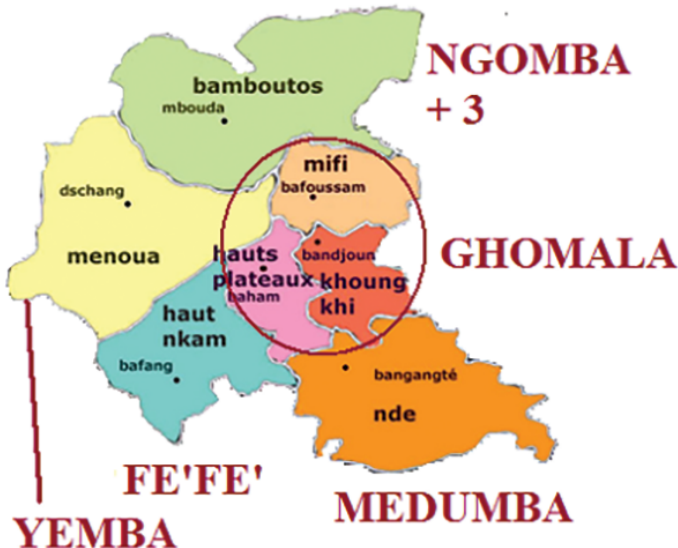 NGOMBA
+ 3
bamboutos
mbouda
mifi
bafoussam
dschang
menoua
hauts
plateaux
baham
bandjoun
khoung
khi
GHOMALA
haut
nkam
bafang
bangangté
nde
FE'FE'
MEDUMBA
YEMBA